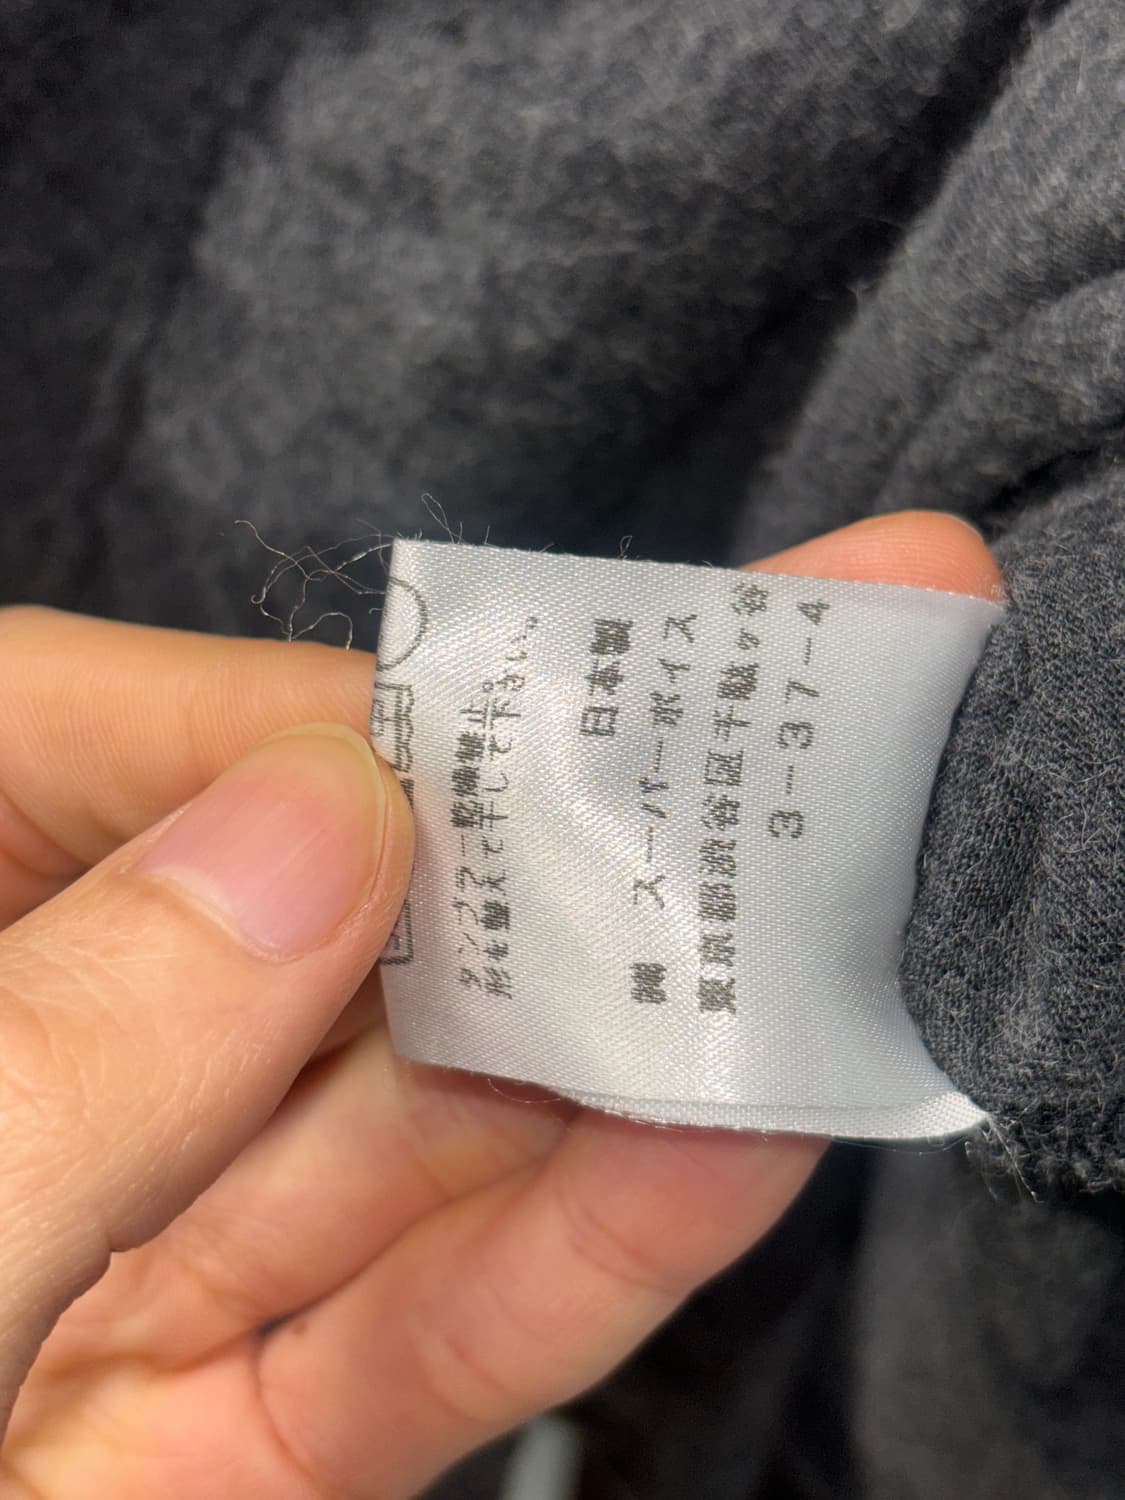 タンブラー乾燥禁止。
形を整えて干して下さい。
日本製
㈱ スーパーボイス
東京都渋谷区千駄ヶ谷
3-37-4